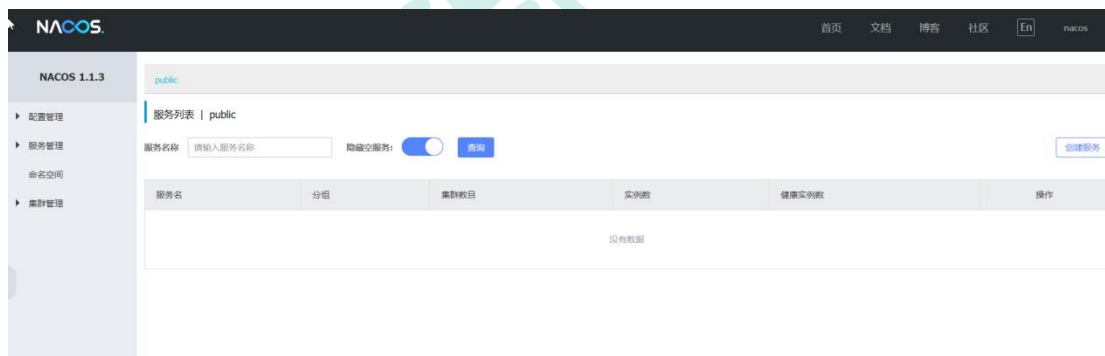 NACOS.
首页 文档 博客 社区 En nacos
NACOS 1.1.3
public
配置管理
服务列表 | public
服务管理
服务名称 请输入服务名称 隐藏空服务: 查询 创建服务
命名空间
服务名 分组 集群数目 实例数 健康实例数 操作
集群管理
没有数据